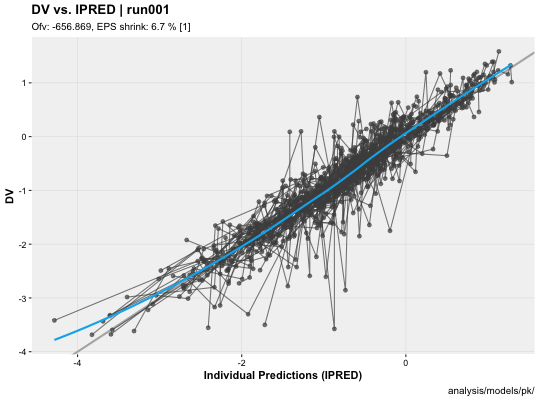 DV vs. IPRED | run001
Ofv: -656.869, EPS shrink: 6.7 % [1]
DV
1
0
-1
-2
-3
-4
-4 -2 0
Individual Predictions (IPRED)
analysis/models/pk/